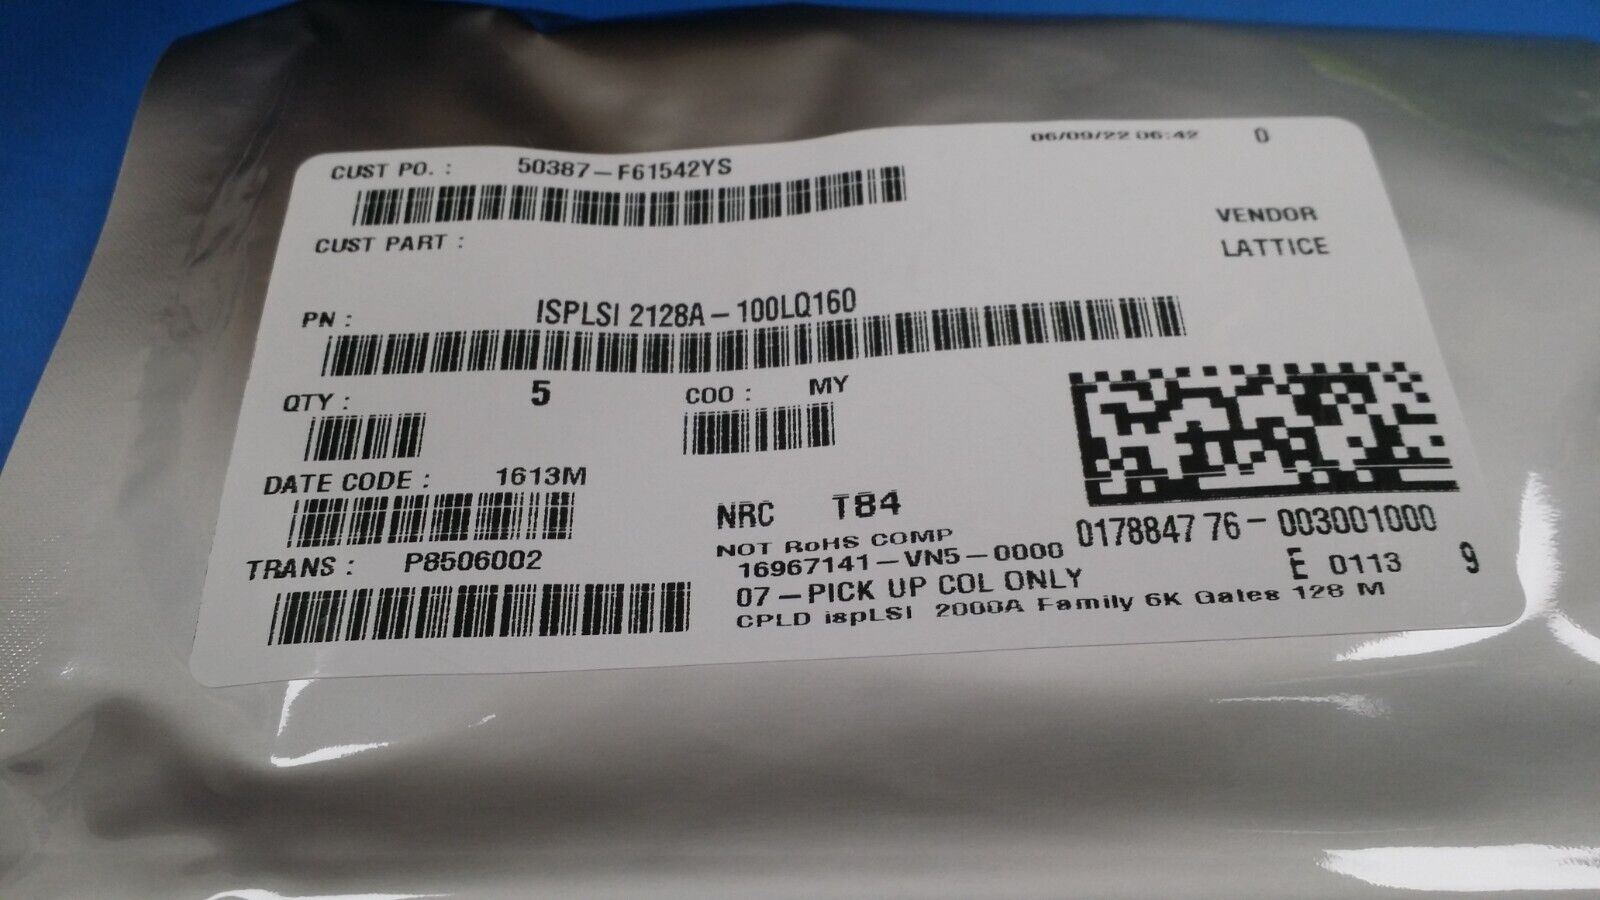 06/09/22 06:42 0
CUST PO. : 50387-F61542YS
VENDOR
LATTICE
CUST PART :
PN : ISPLSI 2128A-100LQ160
QTY : 5
COO : MY
DATE CODE : 1613M
NRC T84
NOT RoHS COMP
TRANS : P8506002
16967141-VN5-0000
07-PICK UP COL ONLY
CPLD ispLSI 2000A Family 6K Gates 128 M
017884776-003001000
E 0113 9